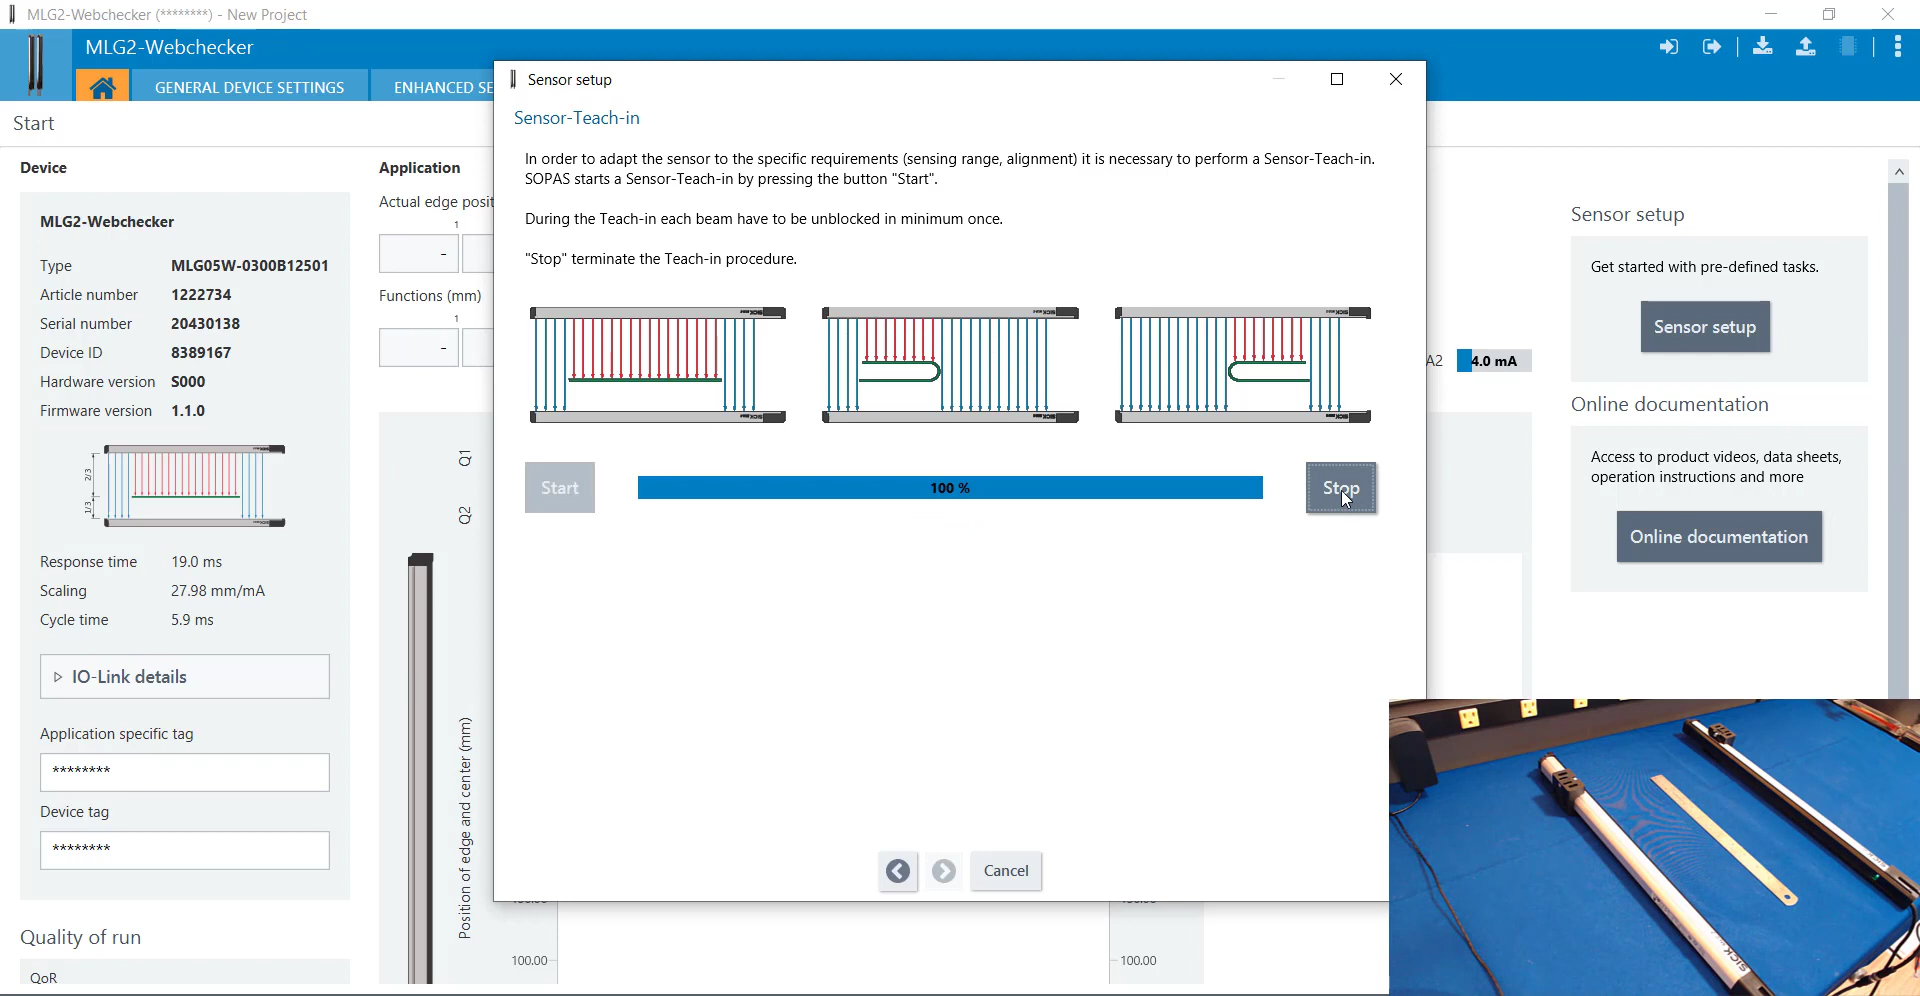 MLG2-Webchecker (********) - New Project
MLG2-Webchecker
GENERAL DEVICE SETTINGS
ENHANCED SE
Start
Device
MLG2-Webchecker
Type MLG05W-0300B12501
Article number 1222734
Serial number 20430138
Device ID 8389167
Hardware version S000
Firmware version 1.1.0
2/3
1/3
Response time 19.0 ms
Scaling 27.98 mm/mA
Cycle time 5.9 ms
IO-Link details
Application specific tag
********
Device tag
********
Quality of run
QoR
Application
Actual edge posit
1
-
Functions (mm)
1
-
Q1
Q2
Position of edge and center (mm)
100.00
100.00
Sensor setup
Sensor-Teach-in
In order to adapt the sensor to the specific requirements (sensing range, alignment) it is necessary to perform a Sensor-Teach-in.
SOPAS starts a Sensor-Teach-in by pressing the button "Start".
During the Teach-in each beam have to be unblocked in minimum once.
"Stop" terminate the Teach-in procedure.
Start
100 %
Stop
Cancel
A2 4.0 mA
Sensor setup
Get started with pre-defined tasks.
Sensor setup
Online documentation
Access to product videos, data sheets,
operation instructions and more
Online documentation
SICK